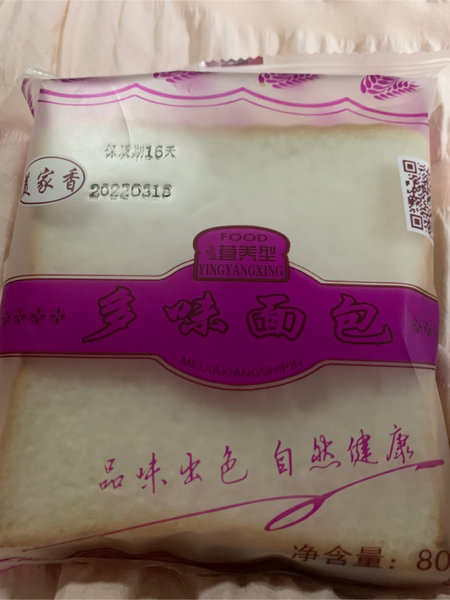 保质期16天
家香
20220318
FOOD
营养型
YINGYANGXING
多味面包
MEIJIAXIANGSHIPIN
品味出色 自然健康
净含量：80